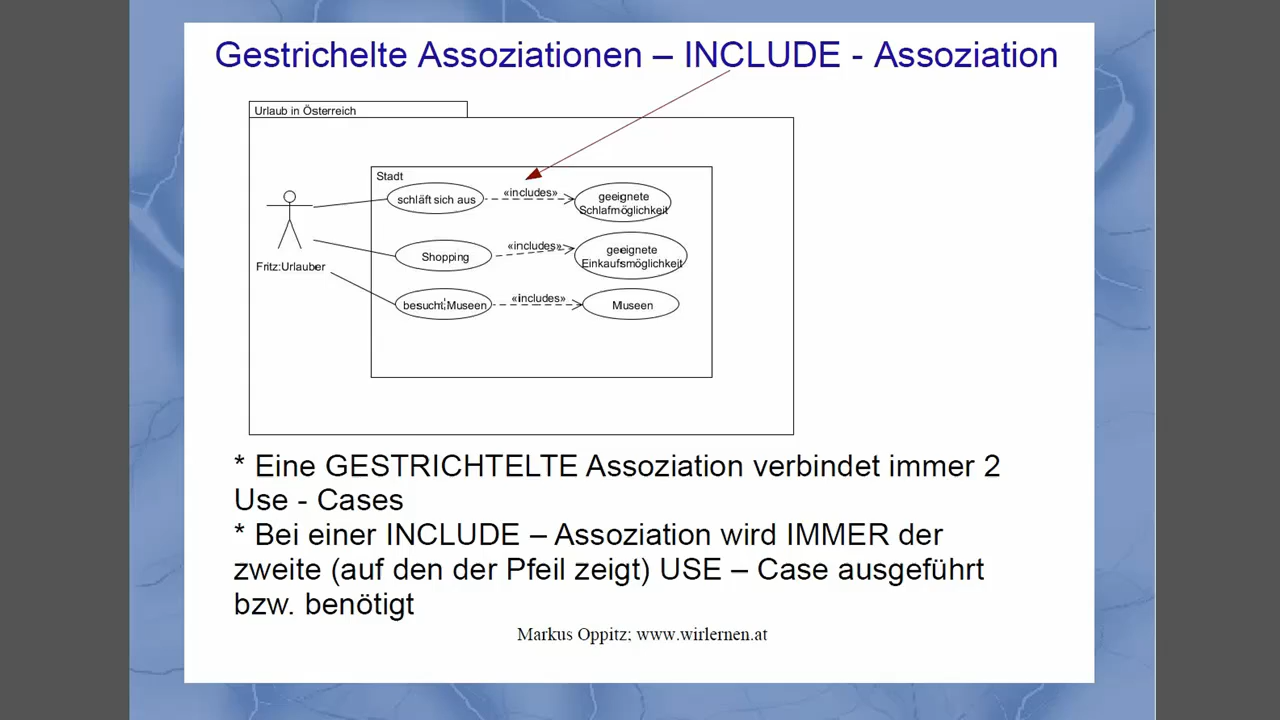 Gestrichelte Assoziationen – INCLUDE - Assoziation
Urlaub in Österreich
Stadt
schläft sich aus
«includes»
geeignete
Schlafmöglichkeit
Shopping
«includes»
geeignete
Einkaufsmöglichkeit
Fritz:Urlauber
besucht Museen
«includes»
Museen
* Eine GESTRICHTELTE Assoziation verbindet immer 2
Use - Cases
* Bei einer INCLUDE – Assoziation wird IMMER der
zweite (auf den der Pfeil zeigt) USE – Case ausgeführt
bzw. benötigt
Markus Oppitz; www.wirlernen.at